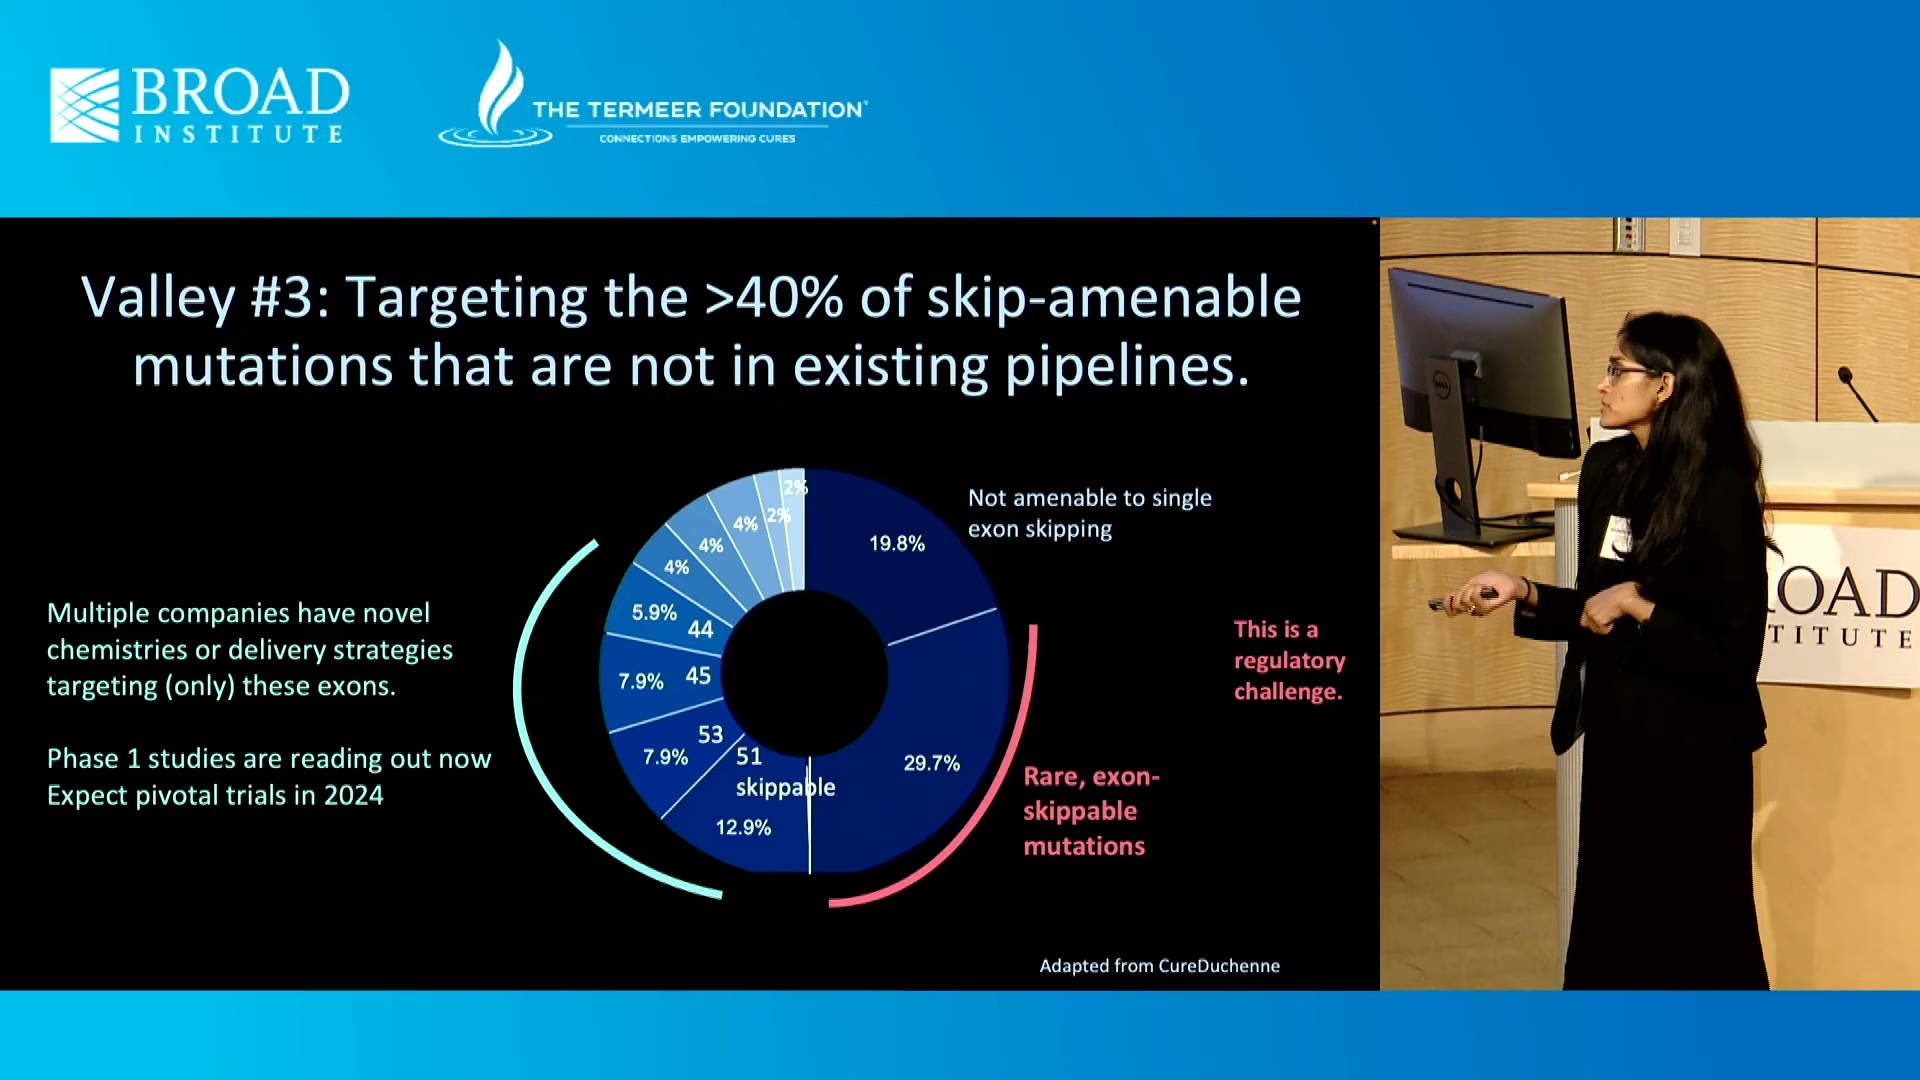 BROAD
INSTITUTE
THE TERMEER FOUNDATION
CONNECTIONS EMPOWERING CURES
Valley #3: Targeting the >40% of skip-amenable
mutations that are not in existing pipelines.
Multiple companies have novel
chemistries or delivery strategies
targeting (only) these exons.
Phase 1 studies are reading out now
Expect pivotal trials in 2024
2%
2%
4%
4%
4%
5.9%
44
7.9%
45
7.9%
53
51
skippable
12.9%
19.8%
29.7%
Not amenable to single
exon skipping
This is a
regulatory
challenge.
Rare, exon-
skippable
mutations
Adapted from CureDuchenne
DELL
OAD
TITUTE